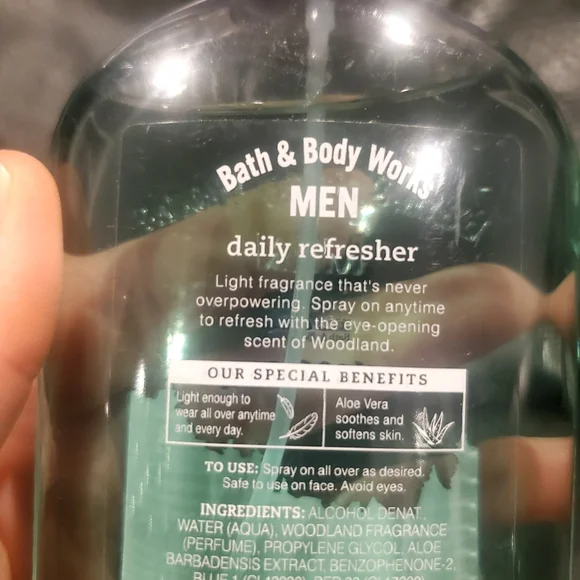 Bath & Body Works
MEN
daily refresher
Light fragrance that's never
overpowering. Spray on anytime
to refresh with the eye-opening
scent of Woodland.
OUR SPECIAL BENEFITS
Light enough to
wear all over anytime
and every day.
Aloe Vera
soothes and
softens skin.
TO USE: Spray on all over as desired.
Safe to use on face. Avoid eyes.
INGREDIENTS: ALCOHOL DENAT.,
WATER (AQUA), WOODLAND FRAGRANCE
(PERFUME), PROPYLENE GLYCOL, ALOE
BARBADENSIS EXTRACT, BENZOPHENONE-2,
BLUE 1